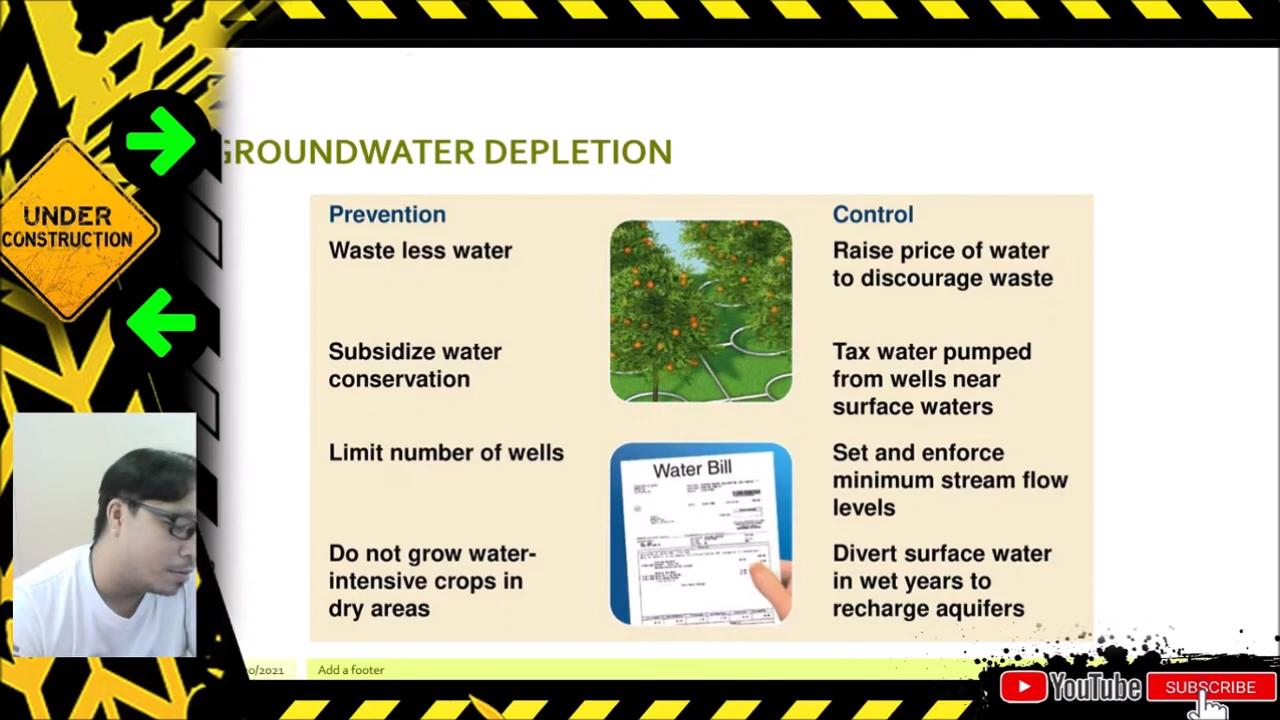 GROUNDWATER DEPLETION
UNDER
CONSTRUCTION
Prevention
Waste less water
Subsidize water
conservation
Limit number of wells
Do not grow water-
intensive crops in
dry areas
Water Bill
Control
Raise price of water
to discourage waste
Tax water pumped
from wells near
surface waters
Set and enforce
minimum stream flow
levels
Divert surface water
in wet years to
recharge aquifers
0/2021
Add a footer
YouTube
SUBSCRIBE